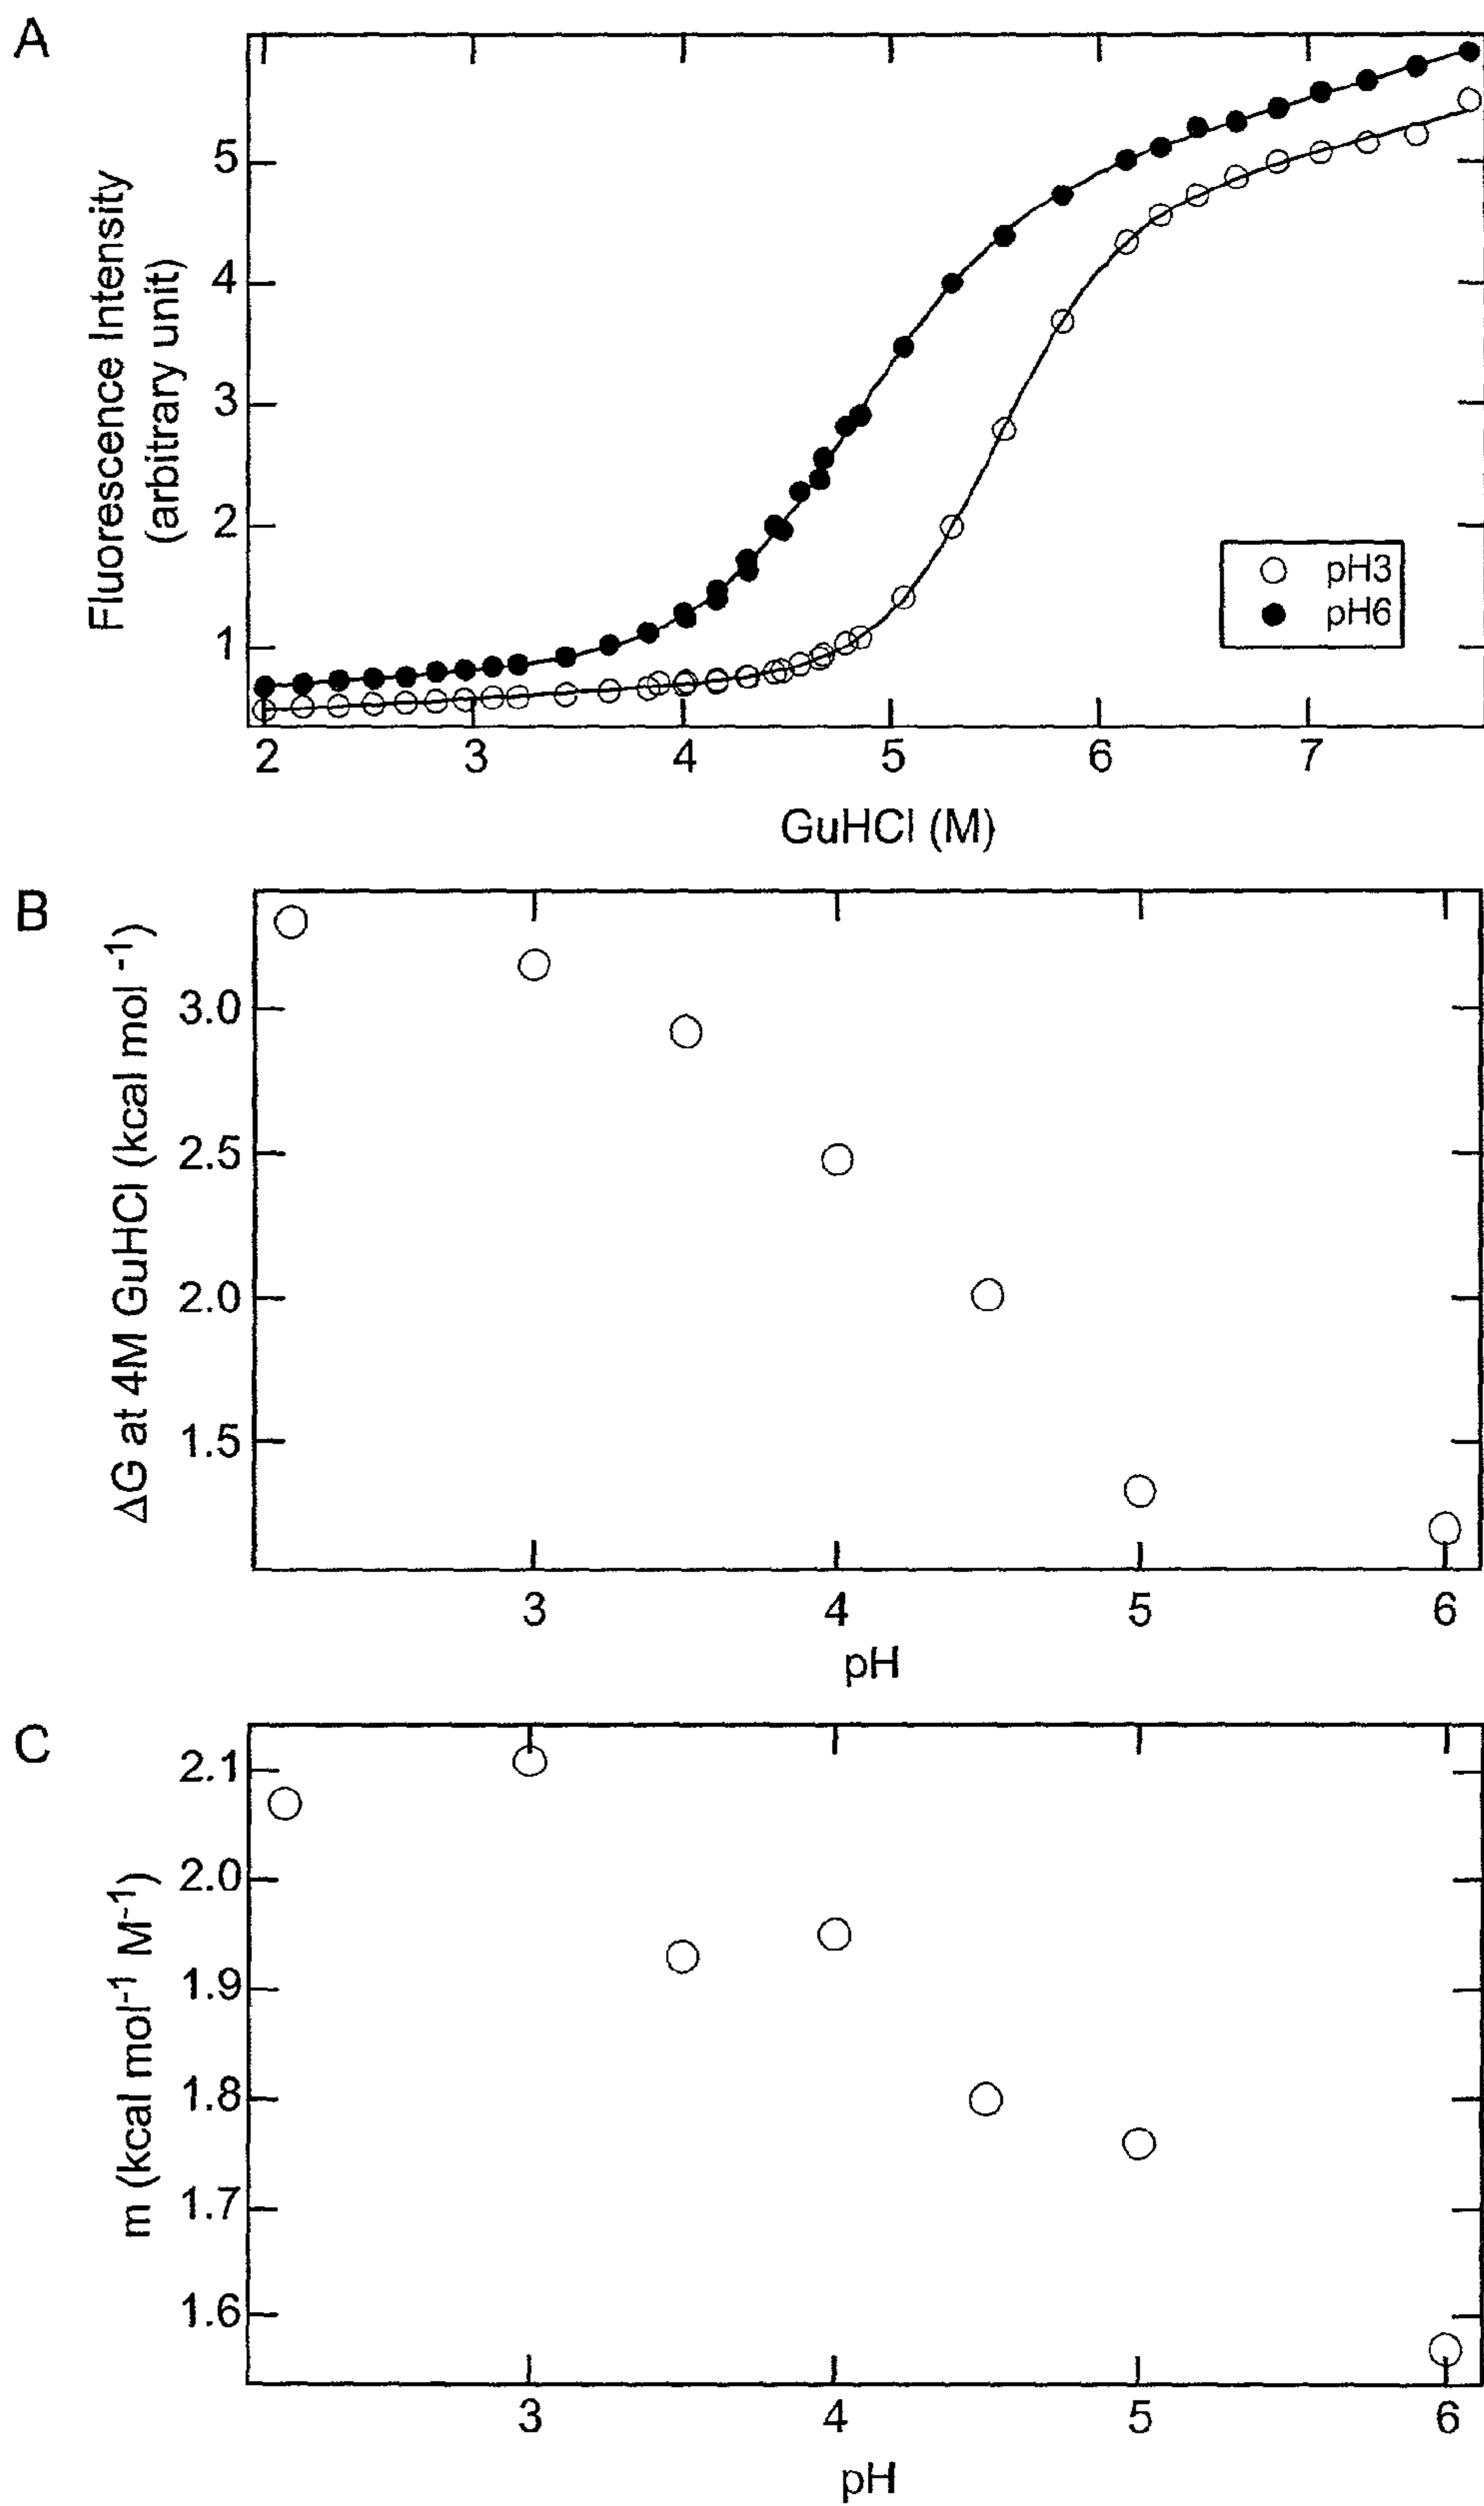 A
Fluorescence Intensity
(arbitrary unit)
5
4
3
2
1
pH3
pH6
2 3 4 5 6 7
GuHCl (M)
B
ΔG at 4M GuHCl (kcal mol -1)
3.0
2.5
2.0
1.5
3 4 5 6
pH
C
m (kcal mol-1 M-1)
2.1
2.0
1.9
1.8
1.7
1.6
3 4 5 6
pH